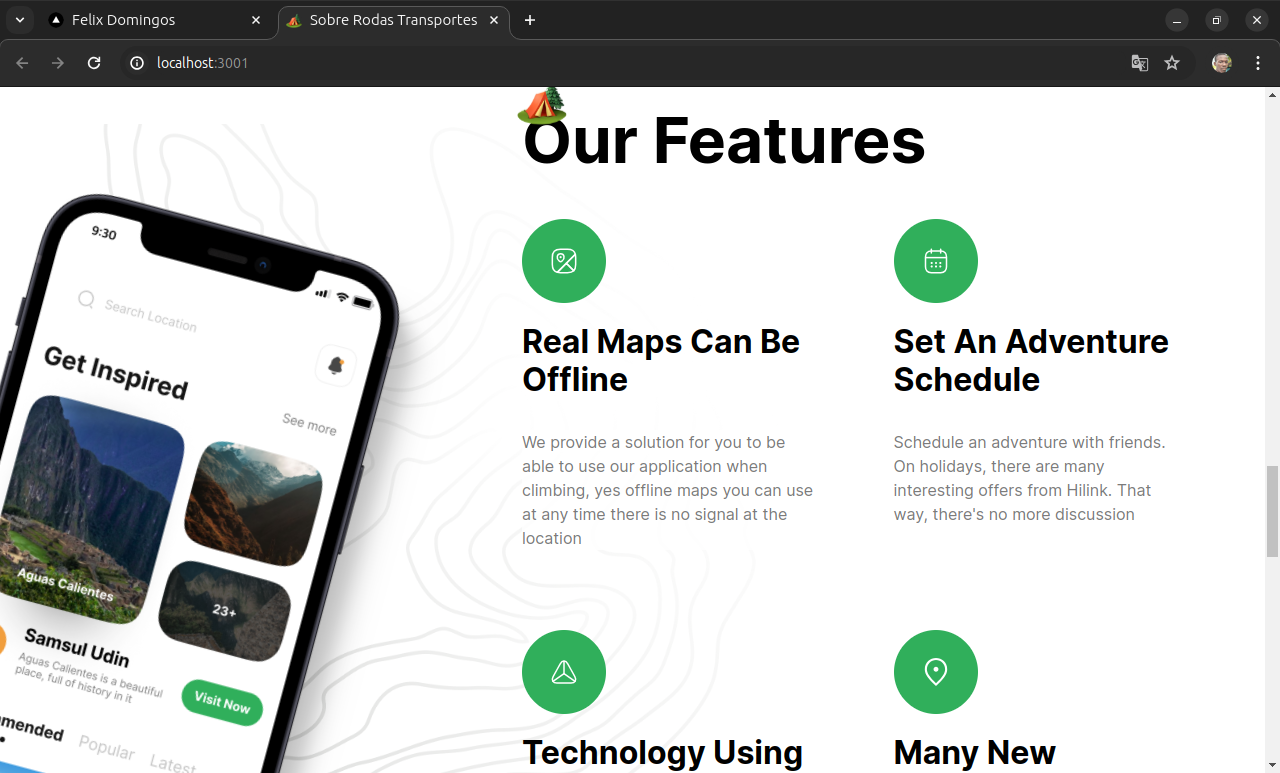 Felix Domingos
Sobre Rodas Transportes
localhost:3001
Our Features
9:30
Search Location
Get Inspired
See more
Aguas Calientes
23+
Samsul Udin
Aguas Calientes is a beautiful
place, full of history in it
Visit Now
mended
Popular
Latest
Real Maps Can Be
Offline
We provide a solution for you to be
able to use our application when
climbing, yes offline maps you can use
at any time there is no signal at the
location
Set An Adventure
Schedule
Schedule an adventure with friends.
On holidays, there are many
interesting offers from Hilink. That
way, there's no more discussion
Technology Using
Many New